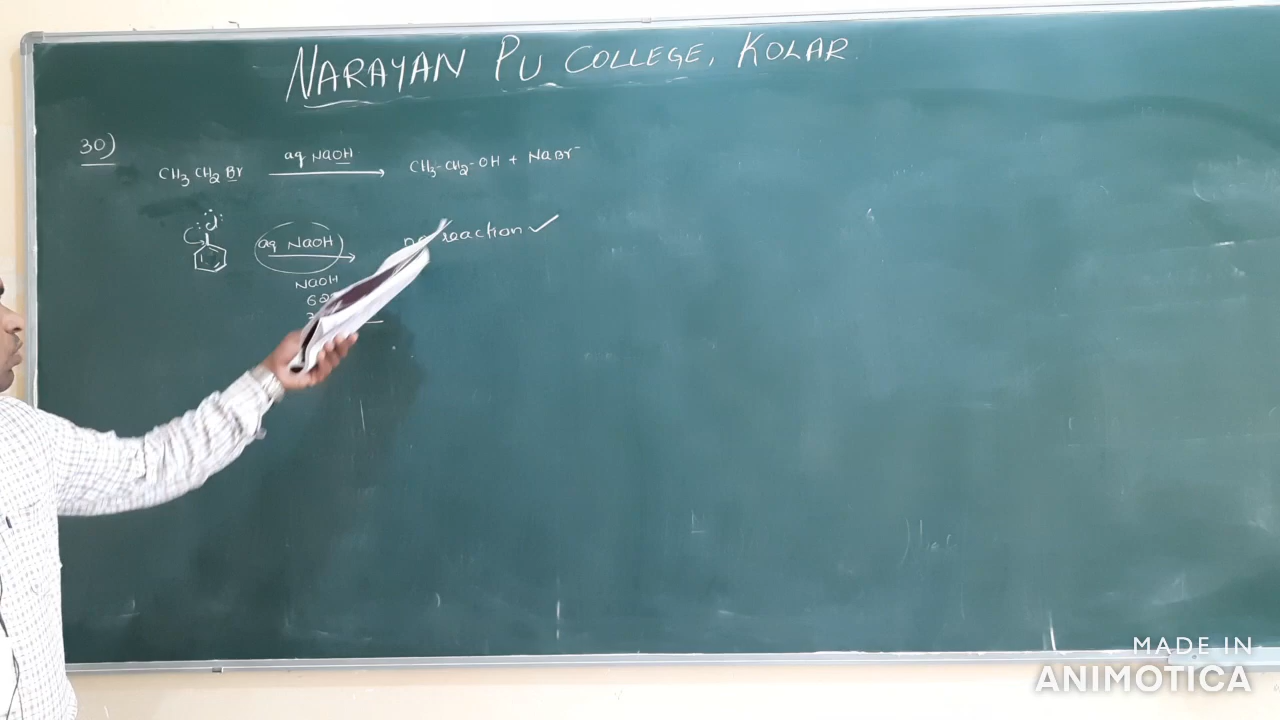 NARAYAN PU COLLEGE, KOLAR
30)
CH3 CH2 Br aq NaOH CH3-CH2-OH + NaBr-
Cl aq NaOH reaction ✓
NaOH
MADE IN
ANIMOTICA